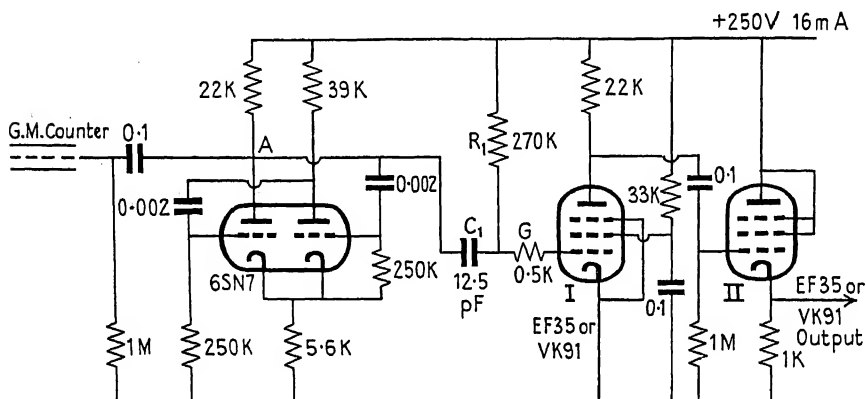 +250V 16mA
22K
39K
22K
G.M.Counter
0·1
A
R1
270K
0·002
0·002
33K
0·1
C1
G
250K
6SN7
12.5
pF
0.5K
I
0·1
II
EF35 or
VK91
Output
EF35 or
VK91
1M
250K
5.6K
1M
1K